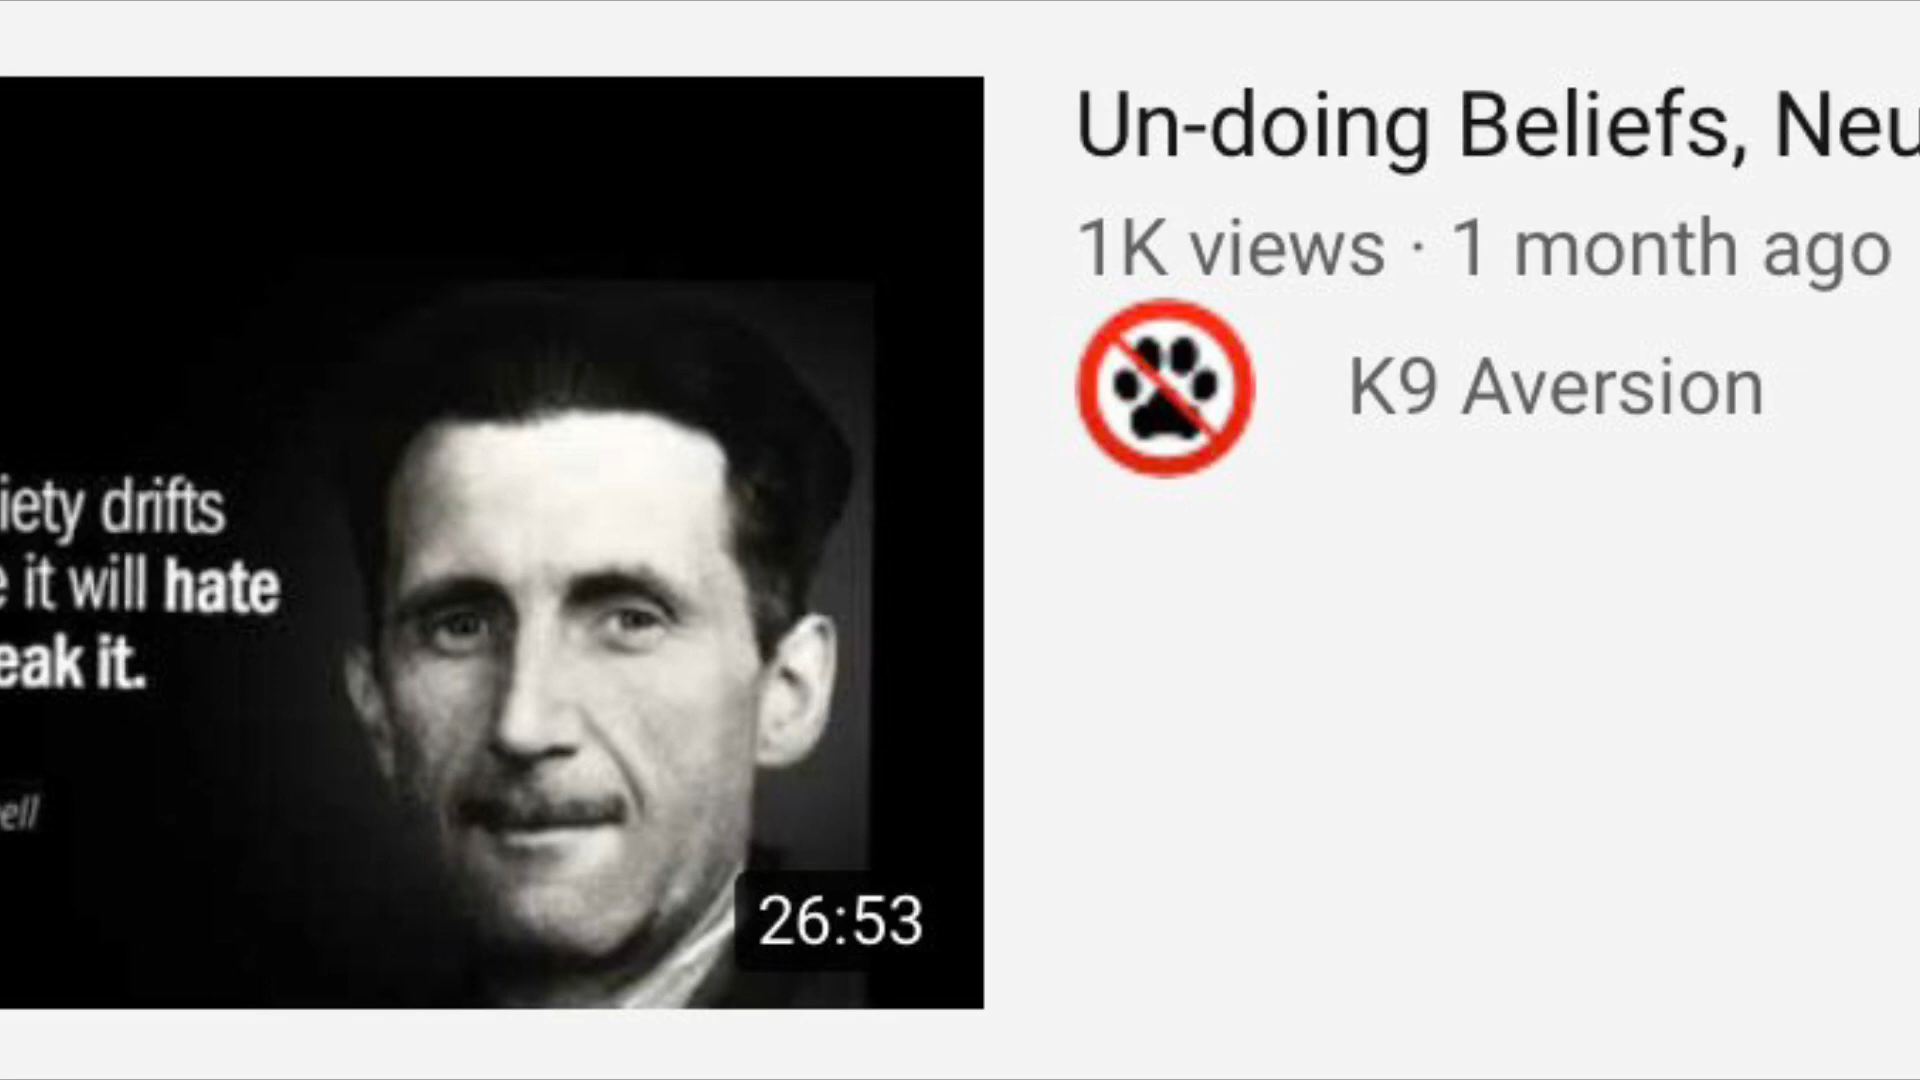 iety drifts
e it will hate
eak it.
ell
26:53
Un-doing Beliefs, Neu
1K views · 1 month ago
K9 Aversion